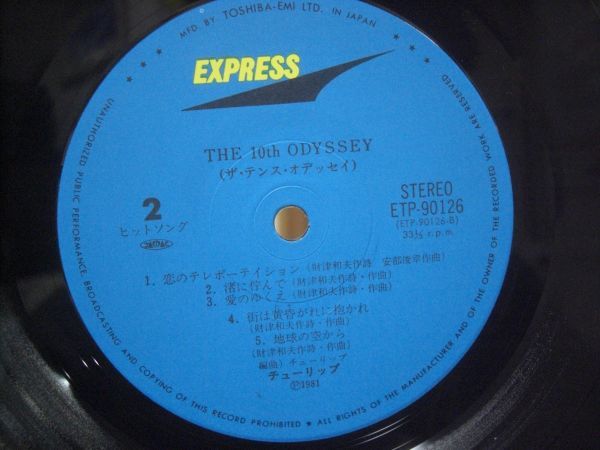 MFD. BY TOSHIBA-EMI LTD. IN JAPAN
EXPRESS
THE 10th ODYSSEY
(ザ・テンス・オデッセイ)
2
ヒットソング
JASRAC
STEREO
ETP-90126
(ETP-90126-B)
33⅓ r.p.m.
1. 恋のテレポーテイション(財津和夫作詩 安部俊幸作曲)
2. 渚に佇んで(財津和夫作詩・作曲)
3. 愛のゆくえ(財津和夫作詩・作曲)
4. 街は黄昏がれに抱かれ
(財津和夫作詩・作曲)
5. 地球の空から
(財津和夫作詩・作曲)
編曲)チューリップ
チューリップ
Ⓟ1981
UNAUTHORIZED PUBLIC PERFORMANCE, BROADCASTING AND COPYING OF THIS RECORD PROHIBITED ★ ALL RIGHTS OF THE MANUFACTURER AND OF THE OWNER OF THE RECORDED WORK ARE RESERVED